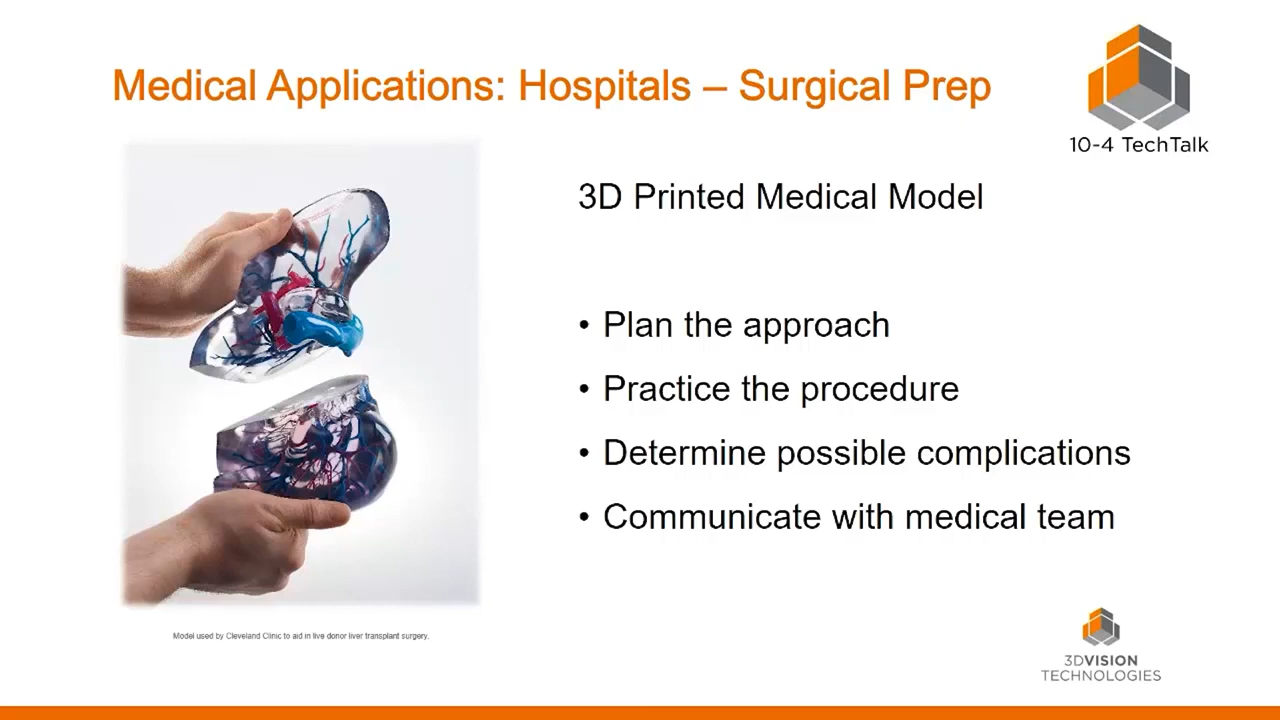 Medical Applications: Hospitals – Surgical Prep
10-4 TechTalk
3D Printed Medical Model
• Plan the approach
• Practice the procedure
• Determine possible complications
• Communicate with medical team
Model used by Cleveland Clinic to aid in live donor liver transplant surgery.
3DVISION
TECHNOLOGIES